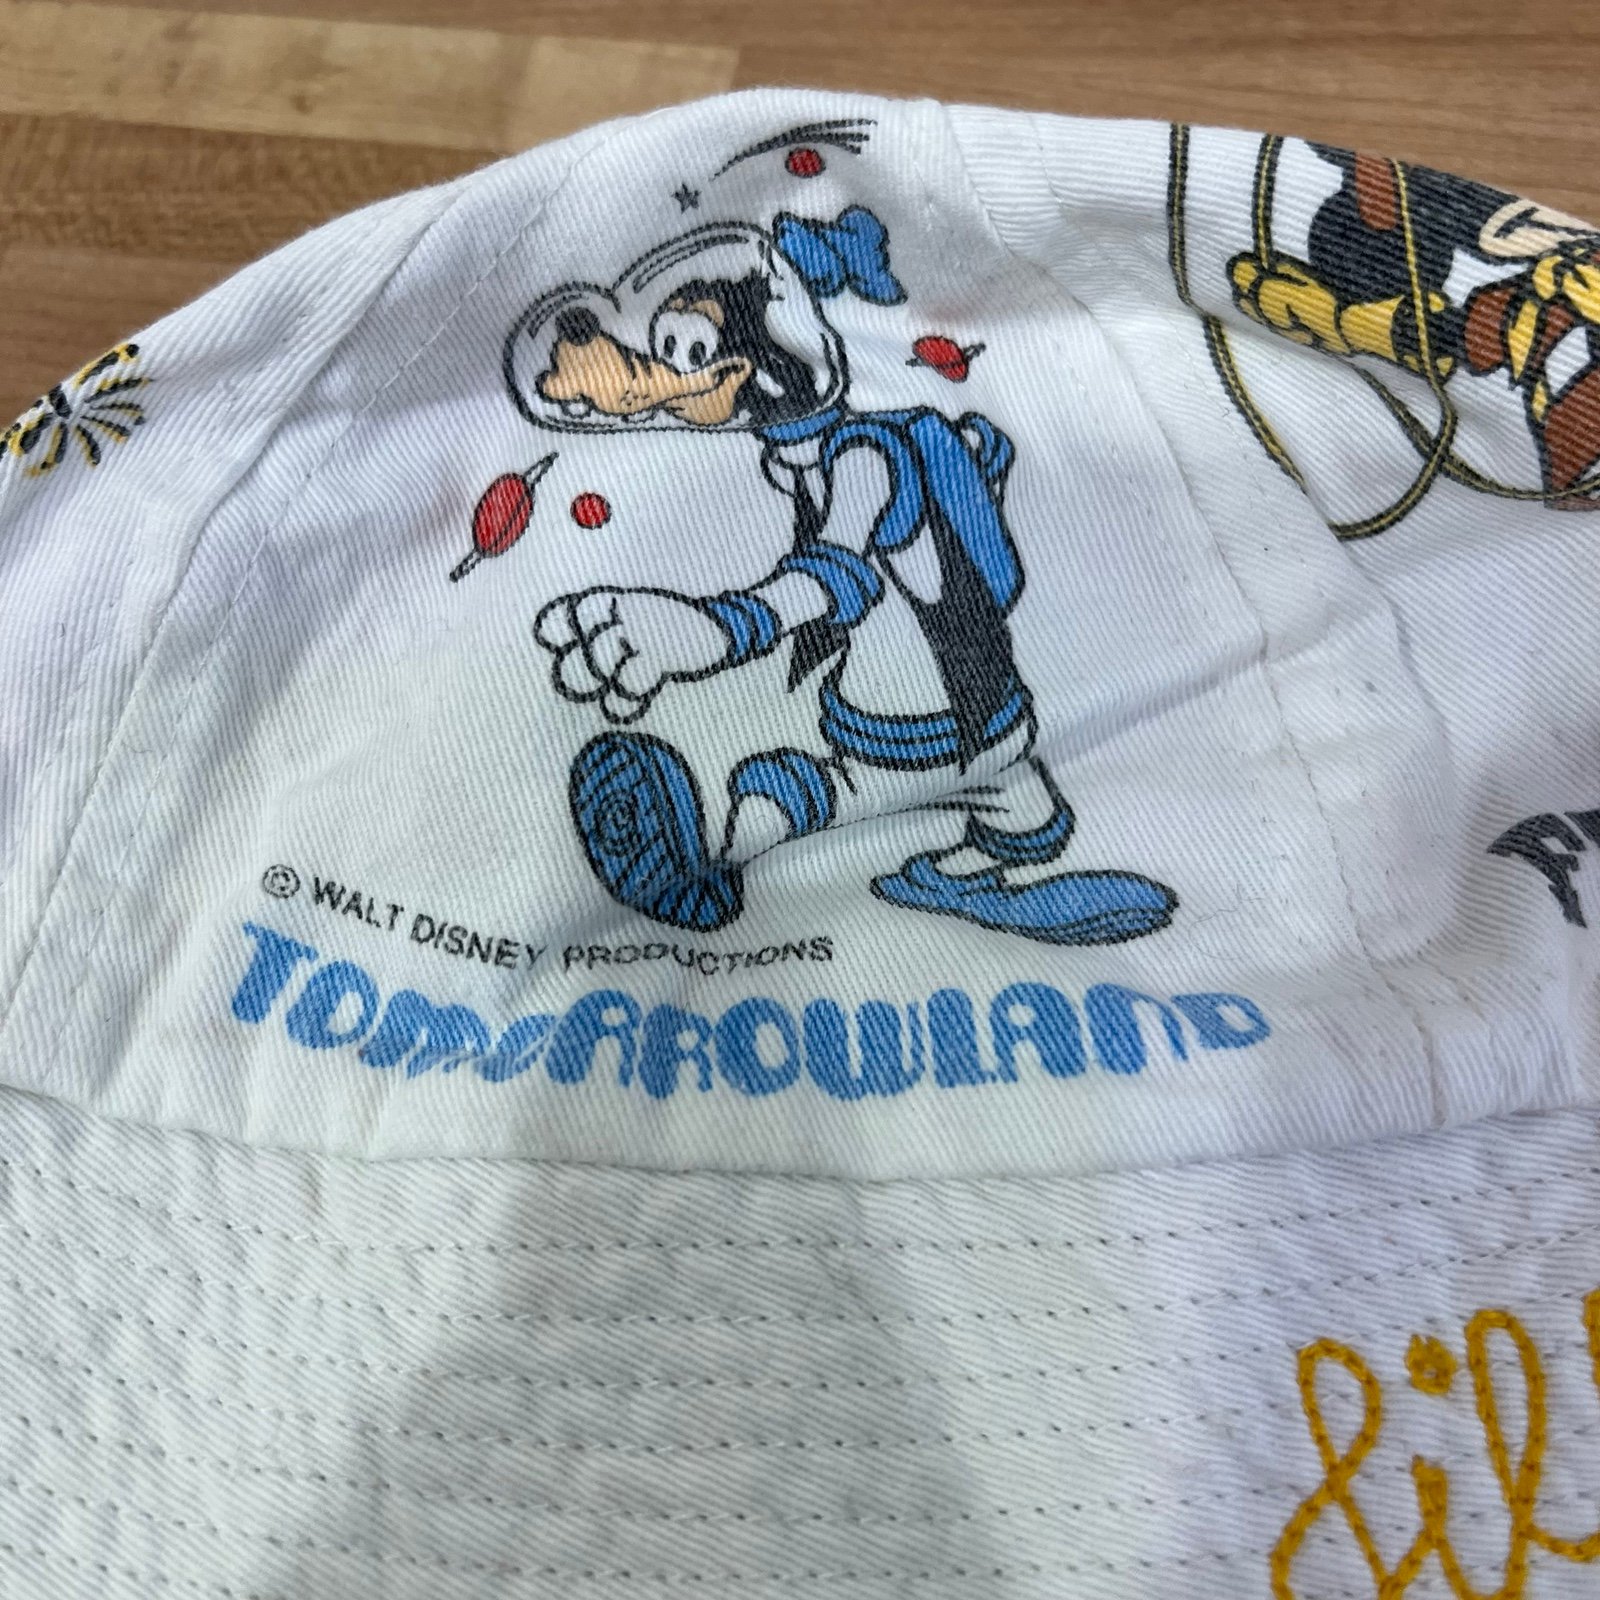 © WALT DISNEY PRODUCTIONS
TOMORROWLAND